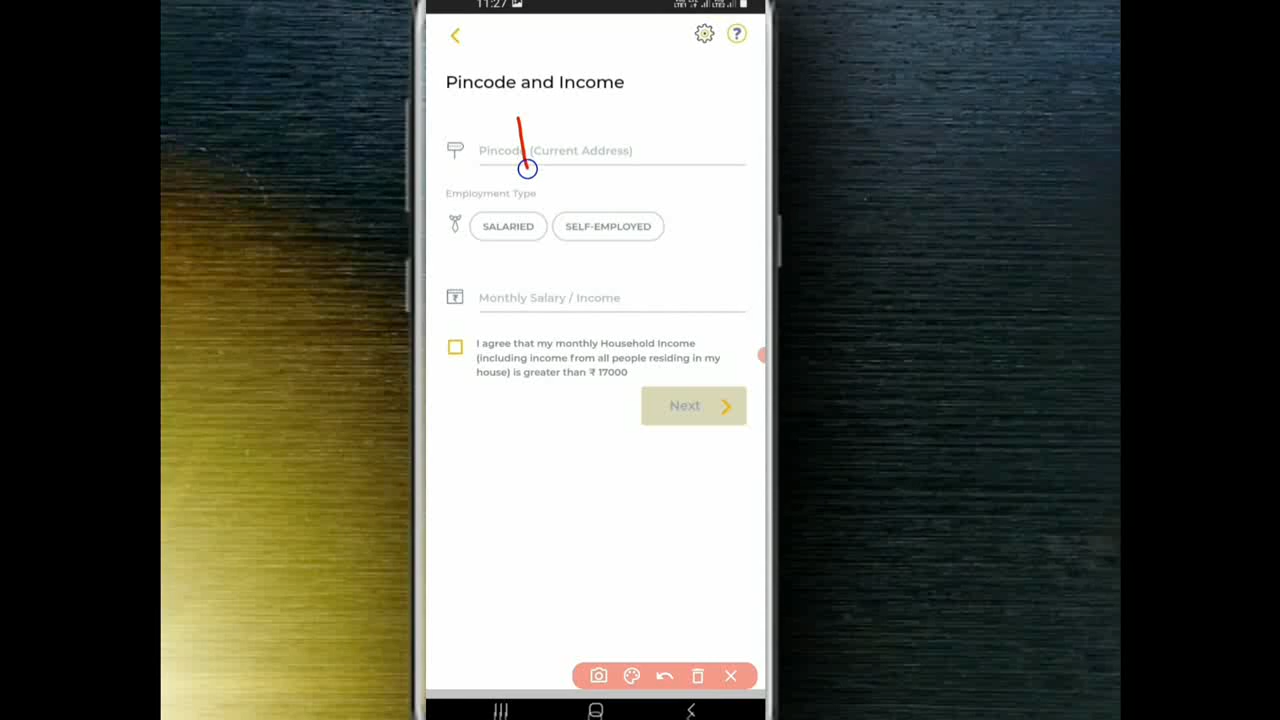 11:27
?
Pincode and Income
Pincode (Current Address)
Employment Type
SALARIED
SELF-EMPLOYED
Monthly Salary / Income
I agree that my monthly Household Income
(including income from all people residing in my
house) is greater than ₹ 17000
Next